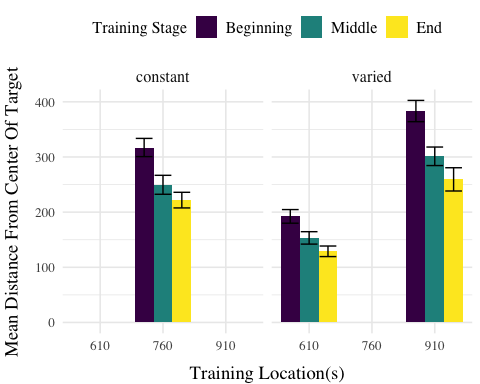 Training Stage Beginning Middle End
constant varied
Mean Distance From Center Of Target
400
300
200
100
0
610 760 910 610 760 910
Training Location(s)